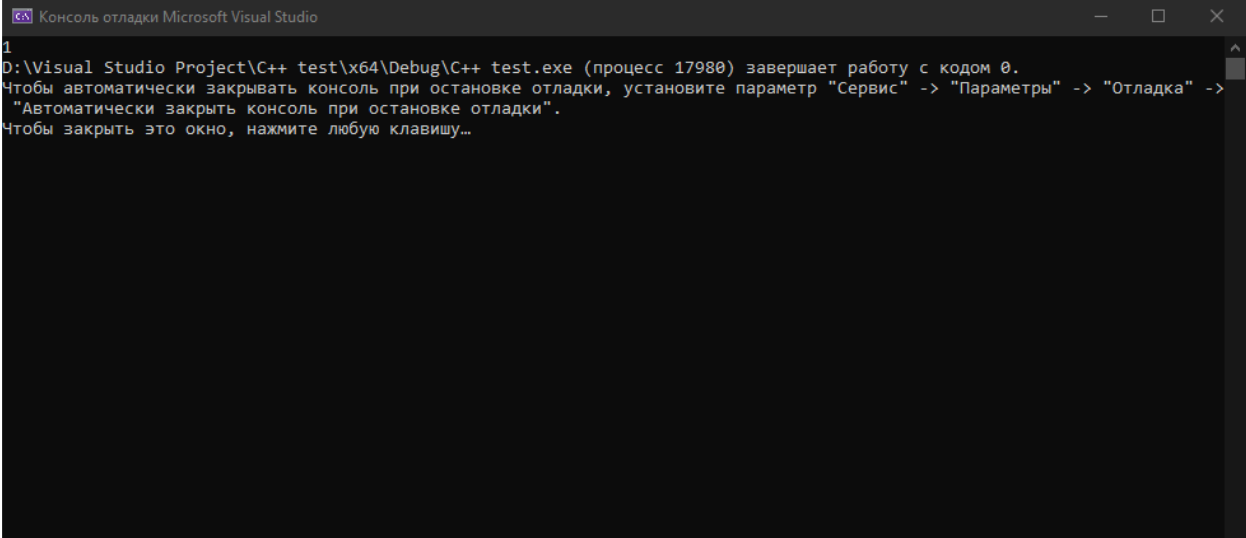 Консоль отладки Microsoft Visual Studio
1
D:\Visual Studio Project\C++ test\x64\Debug\C++ test.exe (процесс 17980) завершает работу с кодом 0.
Чтобы автоматически закрывать консоль при остановке отладки, установите параметр "Сервис" -> "Параметры" -> "Отладка" ->
"Автоматически закрыть консоль при остановке отладки".
Чтобы закрыть это окно, нажмите любую клавишу…